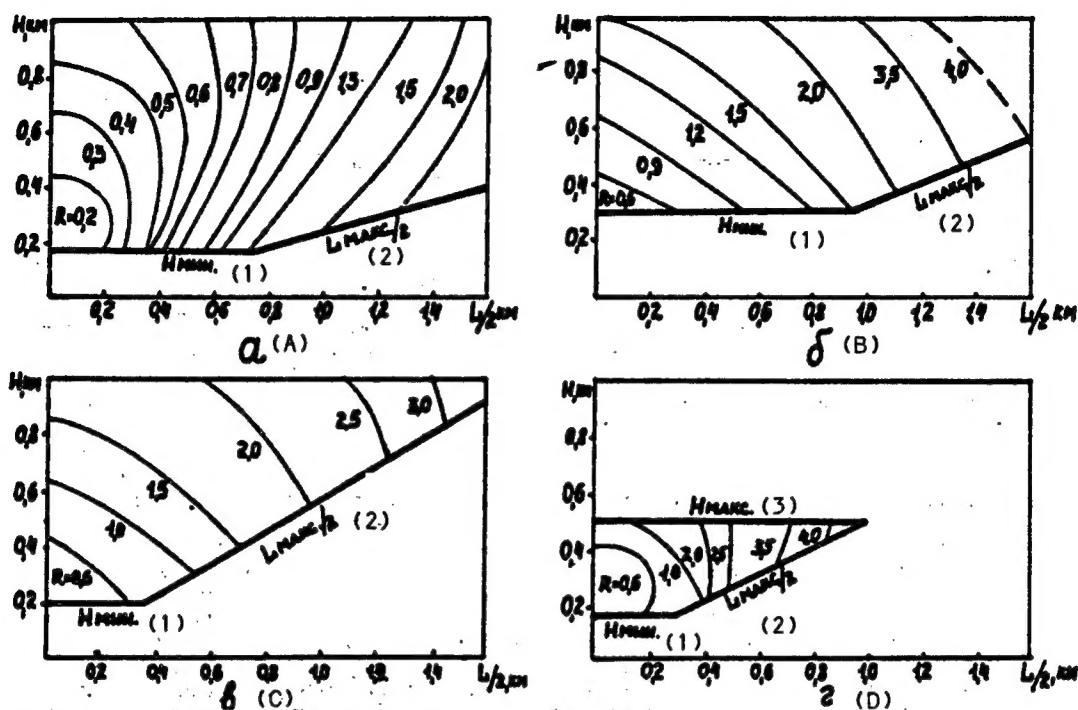 H,км
0,8
0,6
0,4
0,2
0,5
0,6
0,7
0,8
0,9
1,3
1,5
2,0
0,4
0,3
R=0,2
Hмин. (1)
L макс/2
(2)
0,2 0,4 0,6 0,8 1,0 1,2 1,4 L/2 км
а (A)
H,км
0,8
0,6
0,4
0,2
2,0
3,5
4,0
1,5
1,2
0,9
R=0,6
Hмин. (1)
L макс/2
(2)
0,2 0,4 0,6 0,8 1,0 1,2 1,4 L/2, км
б (B)
H,км
0,8
0,6
0,4
0,2
2,0
2,5
3,0
1,5
1,0
R=0,6
L макс/2 (2)
Hмин. (1)
0,2 0,4 0,6 0,8 1,0 1,2 1,4 L/2, км
в (C)
H,км
0,8
0,6
0,4
0,2
Hмакс. (3)
1,0
2,0
2,5
3,5
4,0
R=0,6
L макс/2
Hмин.
(1)
(2)
0,2 0,4 0,6 0,8 1,0 1,2 1,4 L/2, км
г (D)